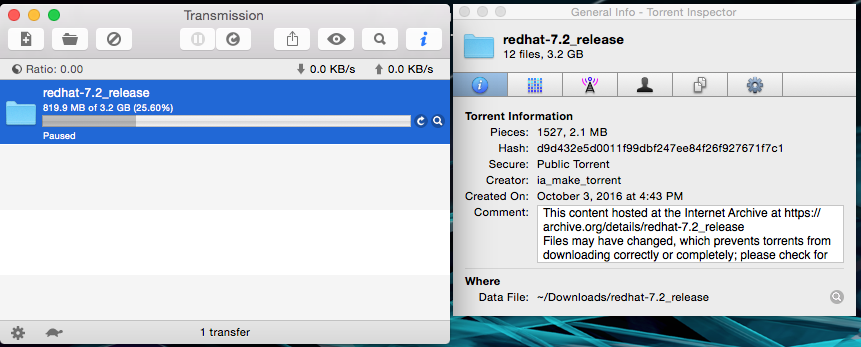 Transmission
Ratio: 0.00
0.0 KB/s
0.0 KB/s
redhat-7.2_release
819.9 MB of 3.2 GB (25.60%)
Paused
1 transfer
General Info - Torrent Inspector
redhat-7.2_release
12 files, 3.2 GB
Torrent Information
Pieces: 1527, 2.1 MB
Hash: d9d432e5d0011f99dbf247ee84f26f927671f7c1
Secure: Public Torrent
Creator: ia_make_torrent
Created On: October 3, 2016 at 4:43 PM
Comment: This content hosted at the Internet Archive at https://
archive.org/details/redhat-7.2_release
Files may have changed, which prevents torrents from
downloading correctly or completely; please check for
Where
Data File: ~/Downloads/redhat-7.2_release